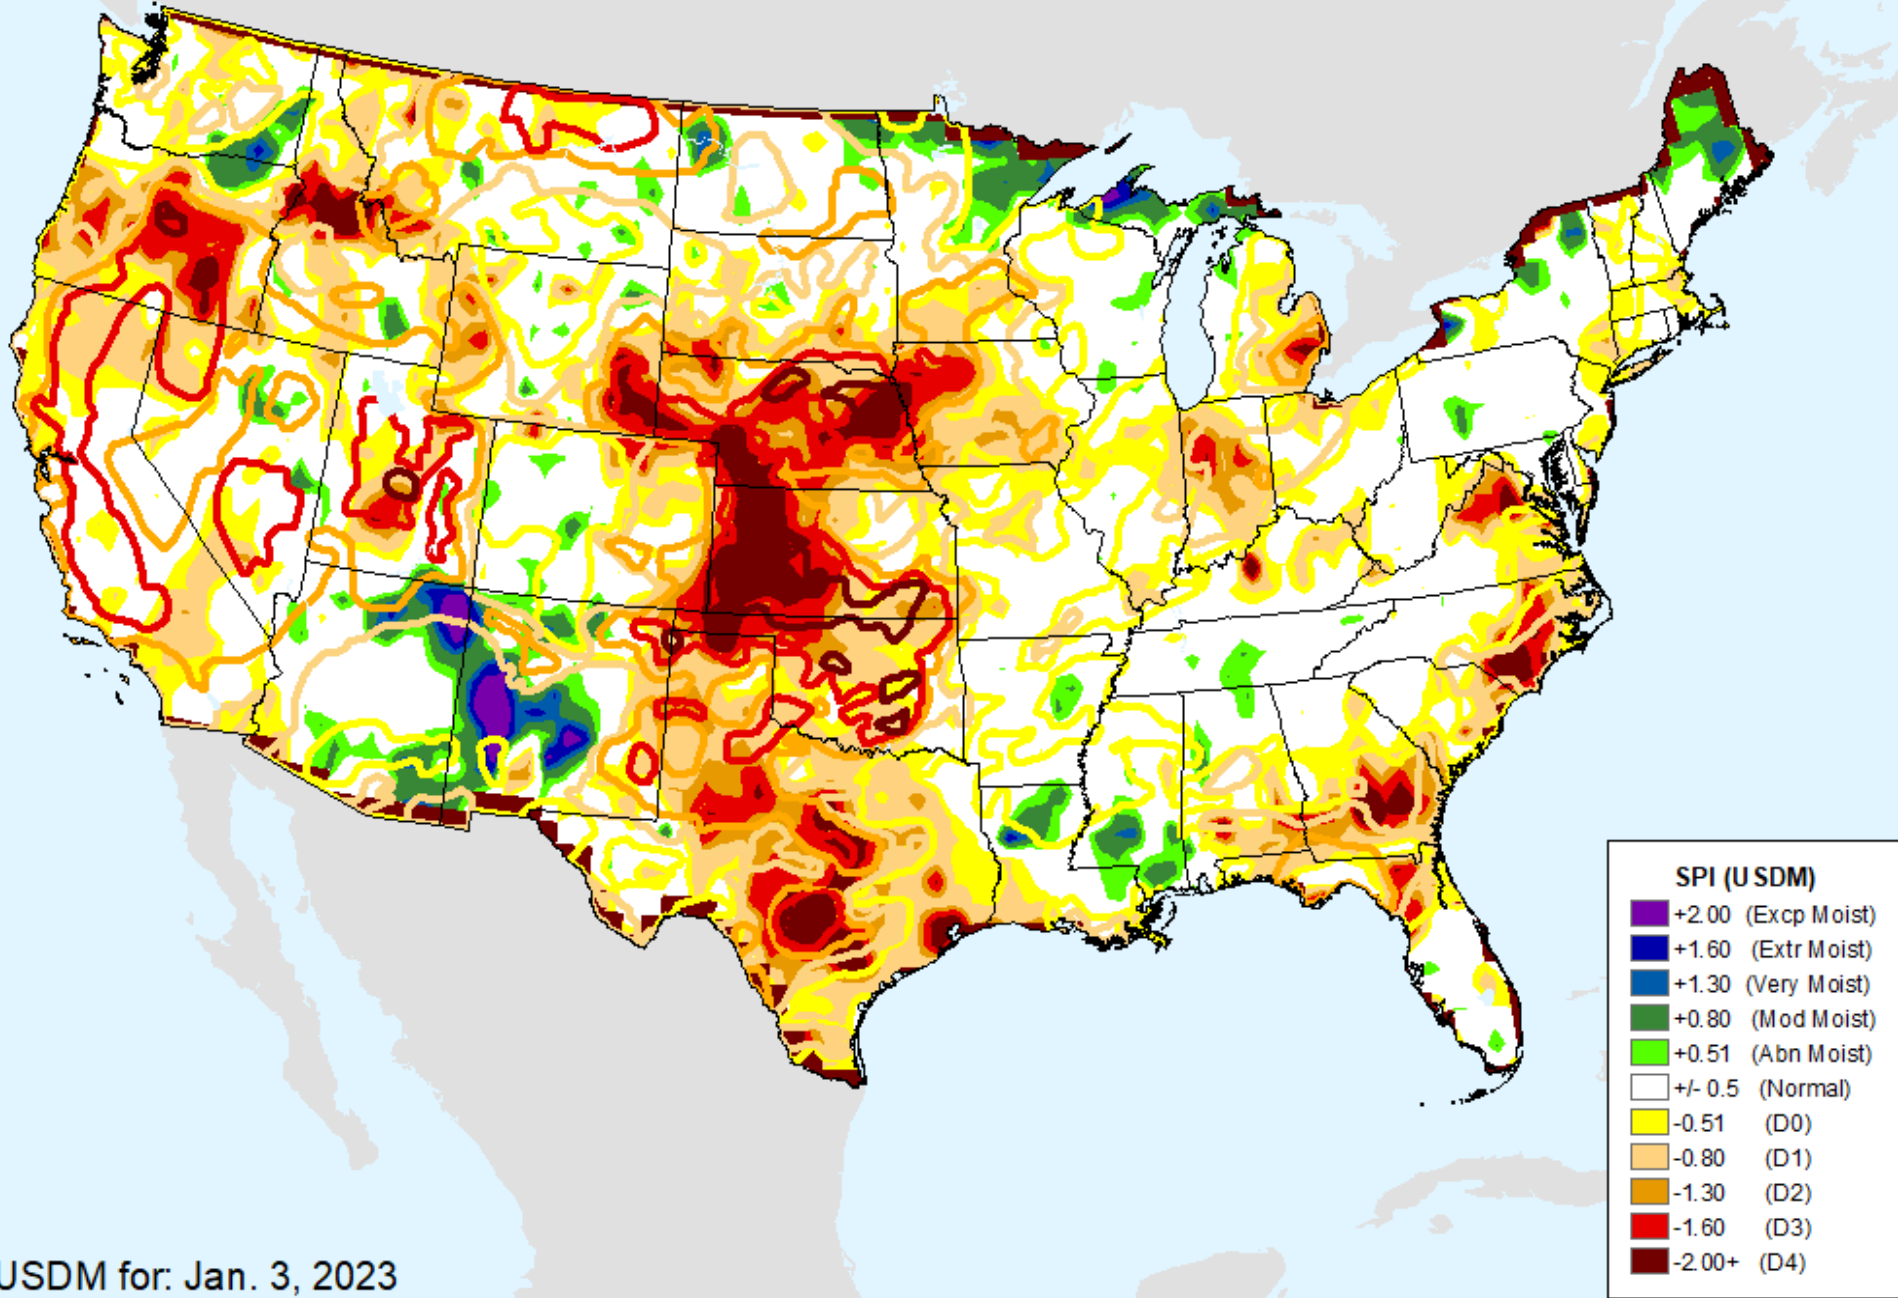 SPI (USDM)
+2.00 (Excp Moist)
+1.60 (Extr Moist)
+1.30 (Very Moist)
+0.80 (Mod Moist)
+0.51 (Abn Moist)
+/- 0.5 (Normal)
-0.51 (D0)
-0.80 (D1)
-1.30 (D2)
-1.60 (D3)
-2.00+ (D4)
USDM for: Jan. 3, 2023